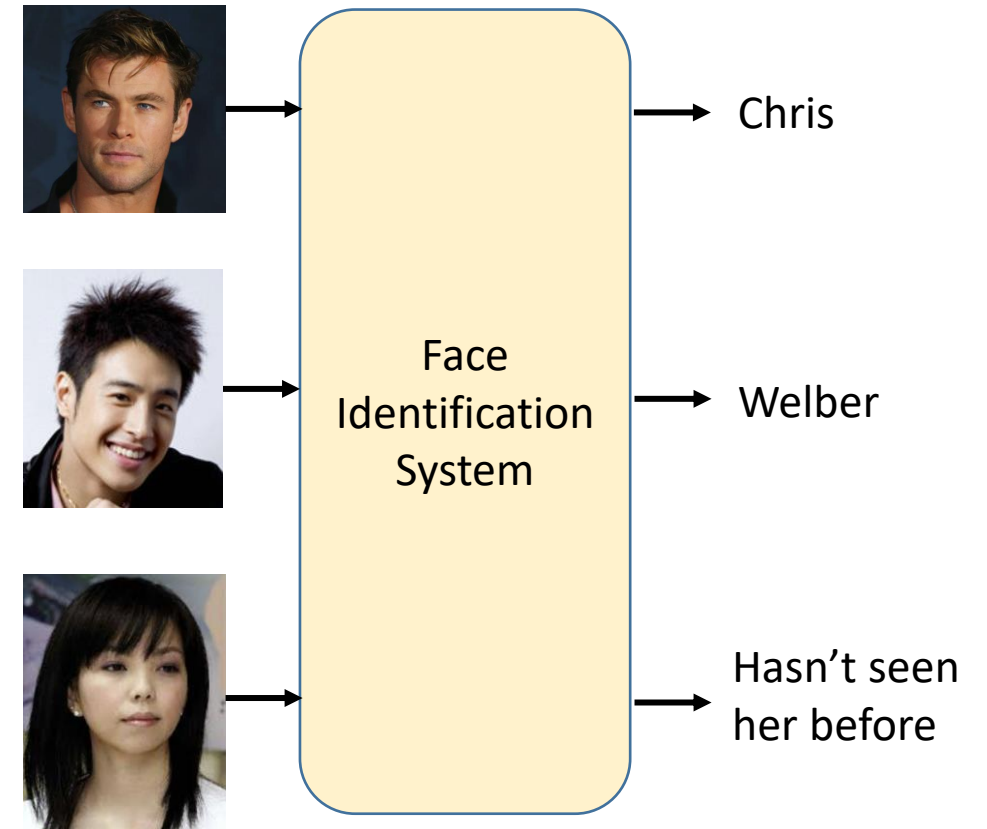 Chris
Face
Identification
System
Welber
Hasn’t seen
her before